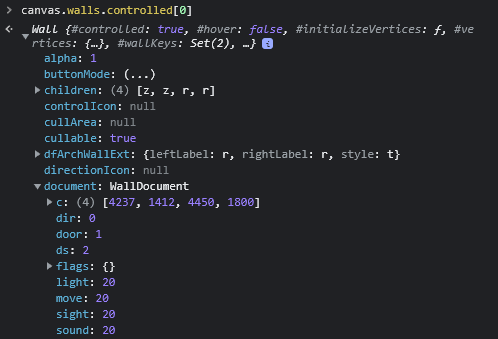 > canvas.walls.controlled[0]
Wall {#controlled: true, #hover: false, #initializeVertices: ƒ, #ve
rtices: {…}, #wallKeys: Set(2), …} i
alpha: 1
buttonMode: (...)
children: (4) [z, z, r, r]
controlIcon: null
cullArea: null
cullable: true
dfArchWallExt: {leftLabel: r, rightLabel: r, style: t}
directionIcon: null
document: WallDocument
c: (4) [4237, 1412, 4450, 1800]
dir: 0
door: 1
ds: 2
flags: {}
light: 20
move: 20
sight: 20
sound: 20